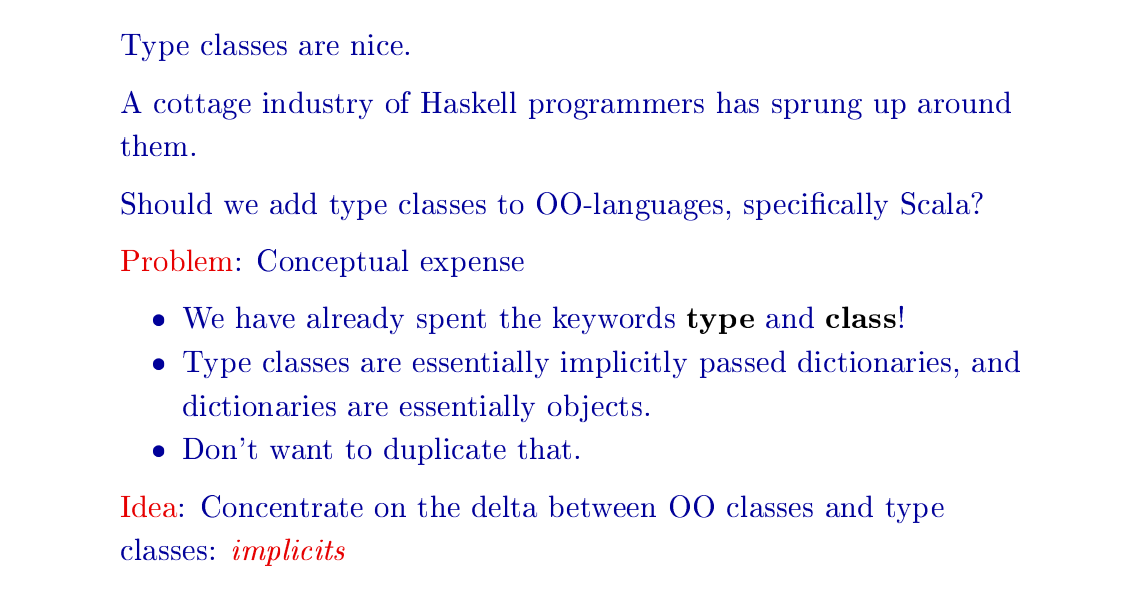 Type classes are nice.
A cottage industry of Haskell programmers has sprung up around
them.
Should we add type classes to OO-languages, specifically Scala?
Problem: Conceptual expense
• We have already spent the keywords type and class!
• Type classes are essentially implicitly passed dictionaries, and
dictionaries are essentially objects.
• Don't want to duplicate that.
Idea: Concentrate on the delta between OO classes and type
classes: implicits